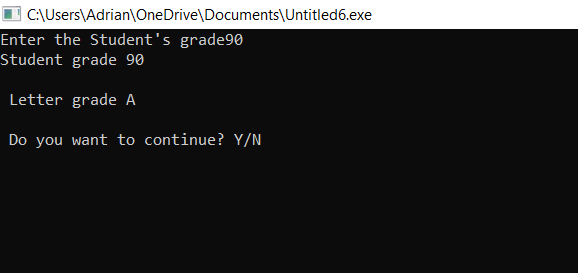 C:\Users\Adrian\OneDrive\Documents\Untitled6.exe
Enter the Student's grade90
Student grade 90
Letter grade A
Do you want to continue? Y/N